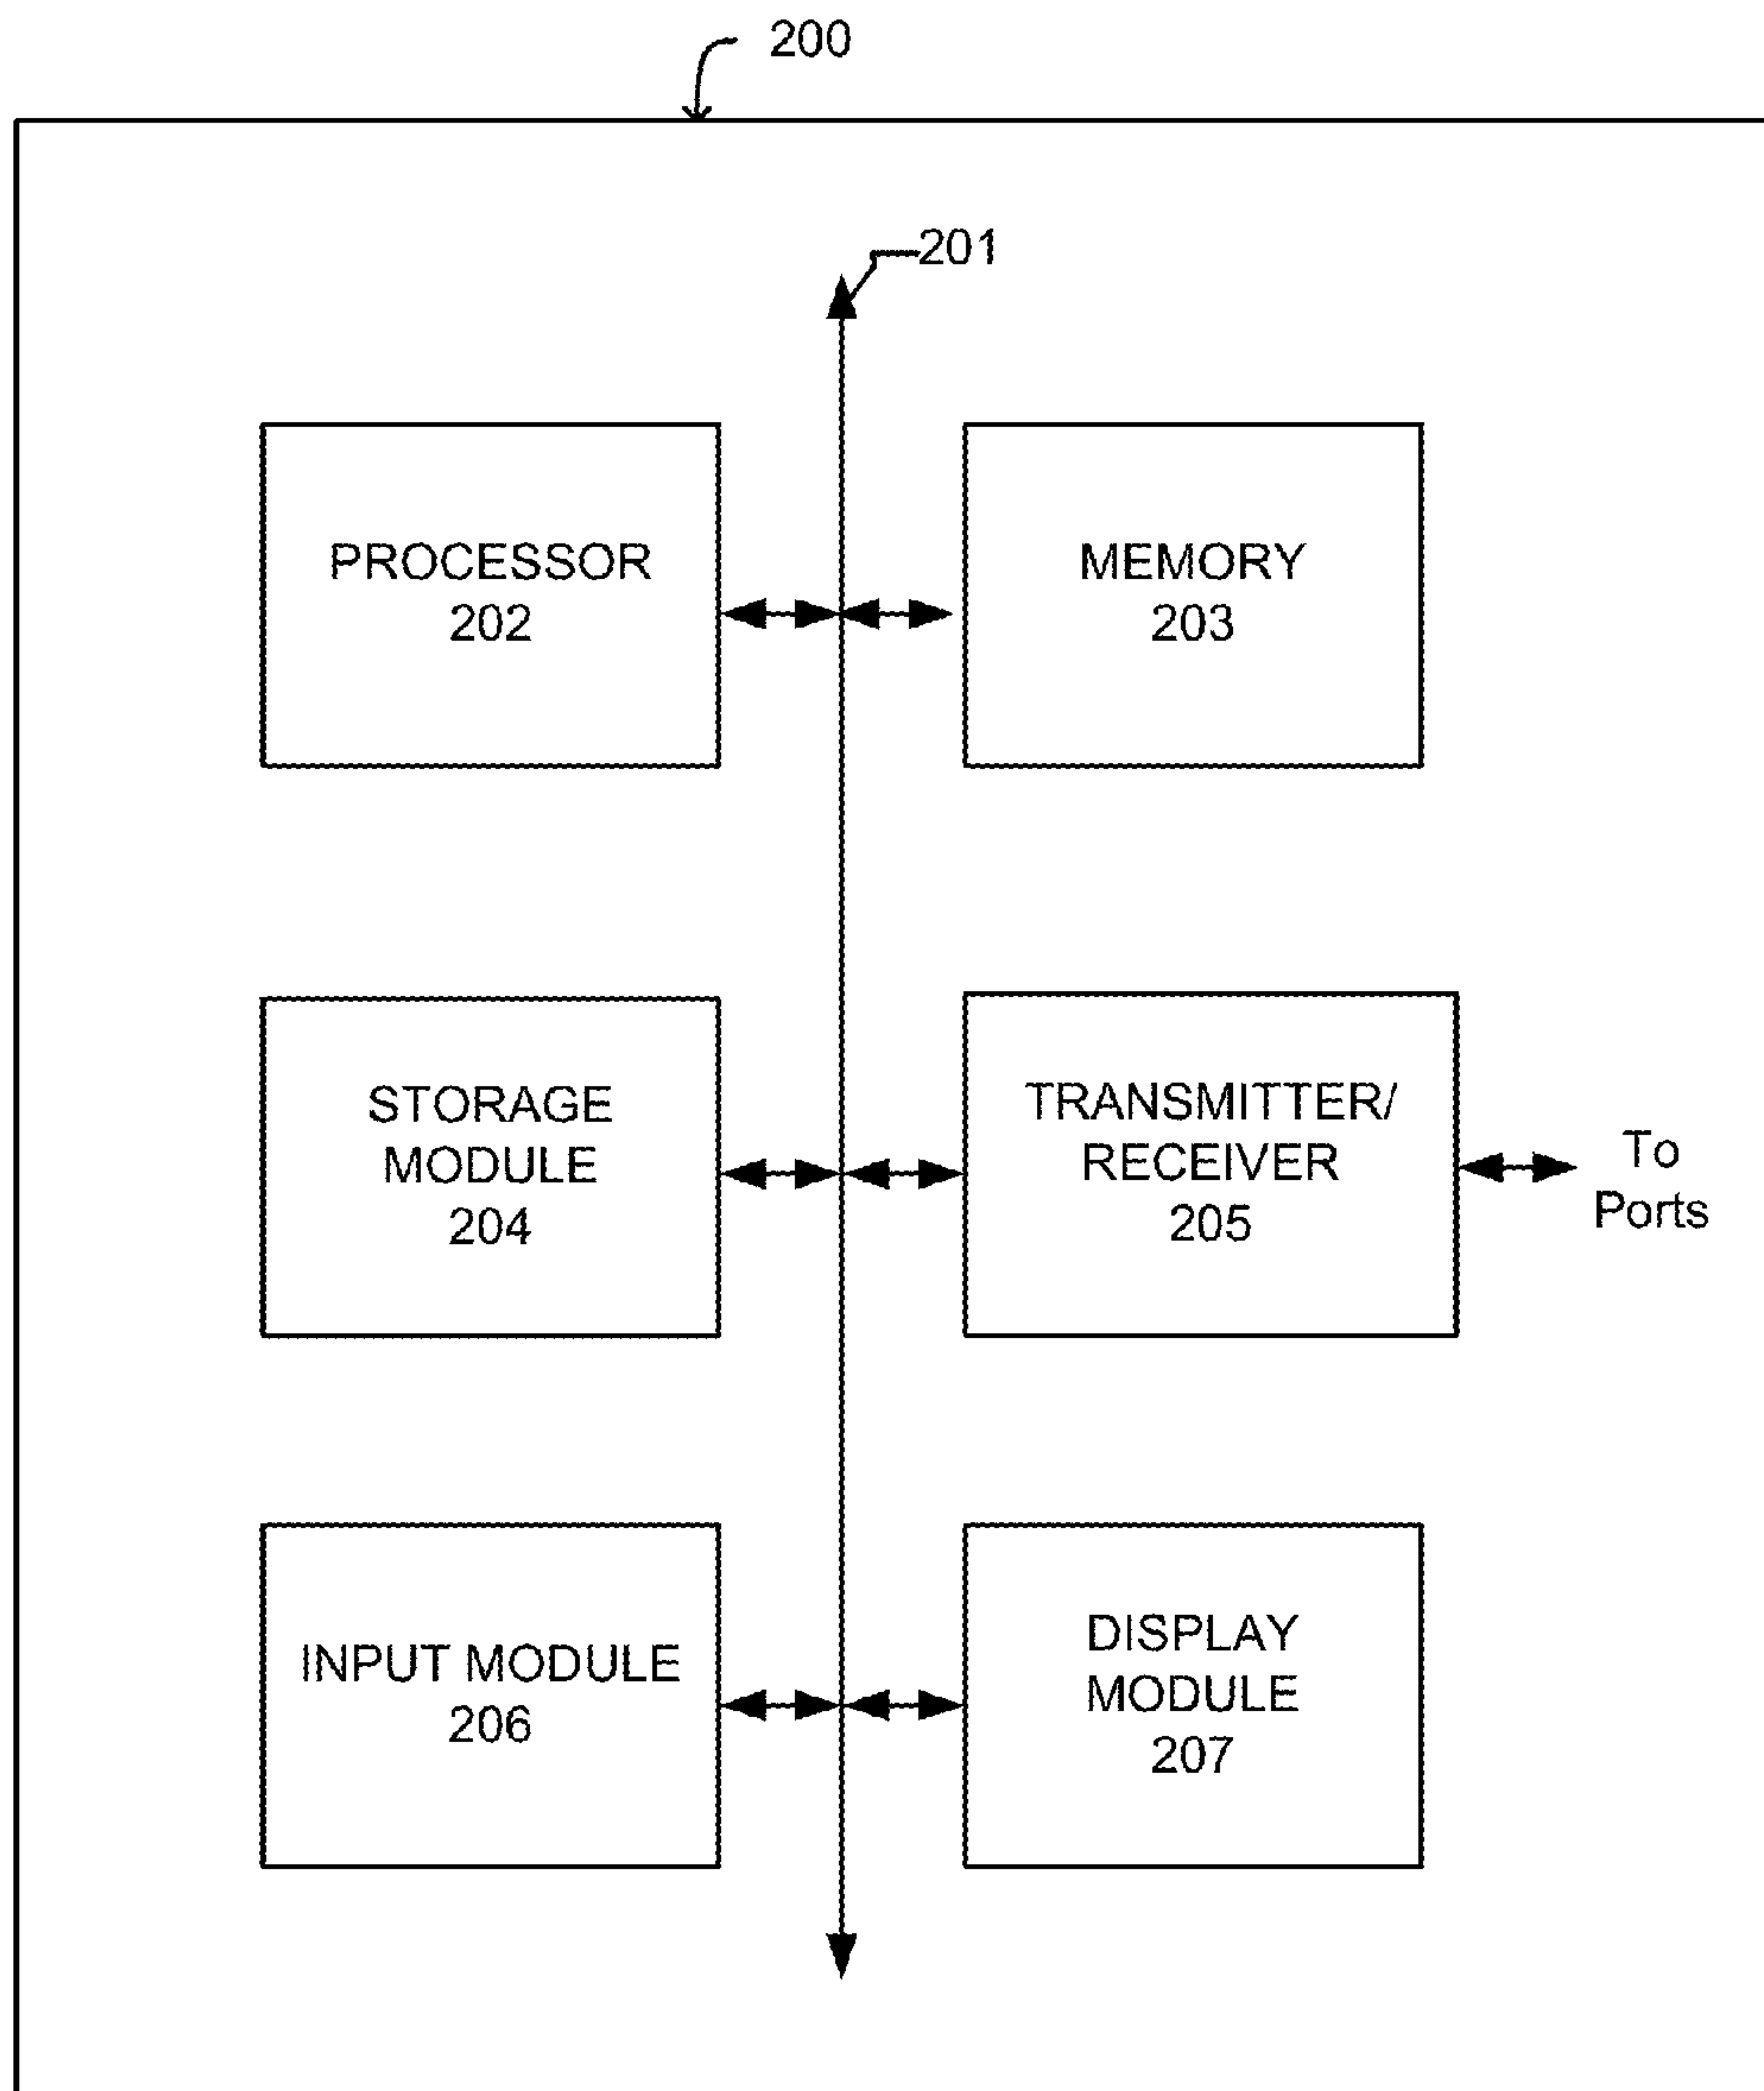 200
201
PROCESSOR
202
MEMORY
203
STORAGE
MODULE
204
TRANSMITTER/
RECEIVER
205
To
Ports
INPUT MODULE
206
DISPLAY
MODULE
207